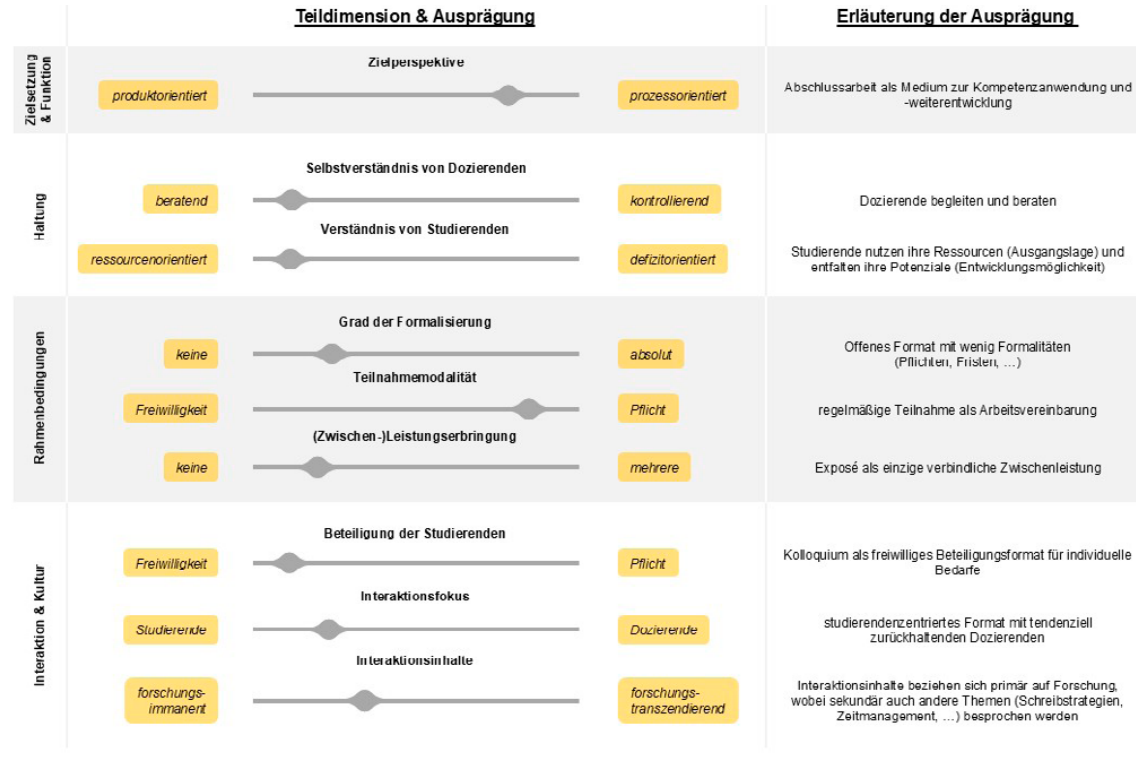 Teildimension & Ausprägung
Erläuterung der Ausprägung
Zielsetzung
& Funktion
Zielperspektive
produktorientiert
prozessorientiert
Abschlussarbeit als Medium zur Kompetenzanwendung und
-weiterentwicklung
Haltung
Selbstverständnis von Dozierenden
beratend
kontrollierend
Dozierende begleiten und beraten
Verständnis von Studierenden
ressourcenorientiert
defizitorientiert
Studierende nutzen ihre Ressourcen (Ausgangslage) und
entfalten ihre Potenziale (Entwicklungsmöglichkeit)
Rahmenbedingungen
Grad der Formalisierung
keine
absolut
Offenes Format mit wenig Formalitäten
(Pflichten, Fristen, …)
Teilnahmemodalität
Freiwilligkeit
Pflicht
regelmäßige Teilnahme als Arbeitsvereinbarung
(Zwischen-)Leistungserbringung
keine
mehrere
Exposé als einzige verbindliche Zwischenleistung
Interaktion & Kultur
Beteiligung der Studierenden
Freiwilligkeit
Pflicht
Kolloquium als freiwilliges Beteiligungsformat für individuelle
Bedarfe
Interaktionsfokus
Studierende
Dozierende
studierendenzentriertes Format mit tendenziell
zurückhaltenden Dozierenden
Interaktionsinhalte
forschungs-
immanent
forschungs-
transzendierend
Interaktionsinhalte beziehen sich primär auf Forschung,
wobei sekundär auch andere Themen (Schreibstrategien,
Zeitmanagement, …) besprochen werden